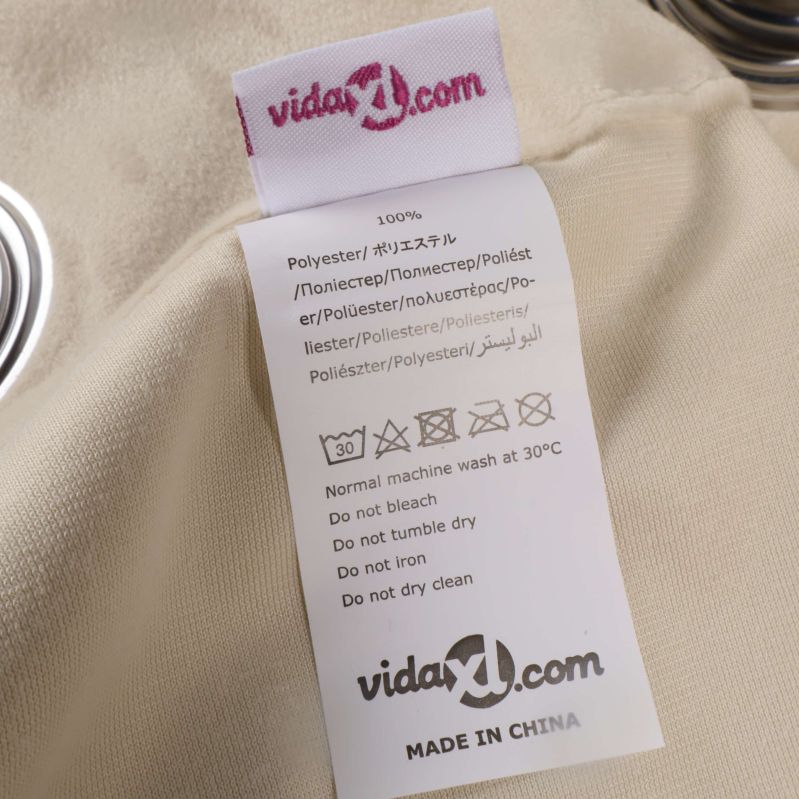 vidaXL.com
100%
Polyester/ポリエステル
/Поліестер/Полиестер/Poliést
er/Polüester/πολυεστέρας/Po-
liester/Poliestere/Poliesteris/
Poliészter/Polyesteri/البوليستر
30
Normal machine wash at 30°C
Do not bleach
Do not tumble dry
Do not iron
Do not dry clean
vidaXL.com
MADE IN CHINA